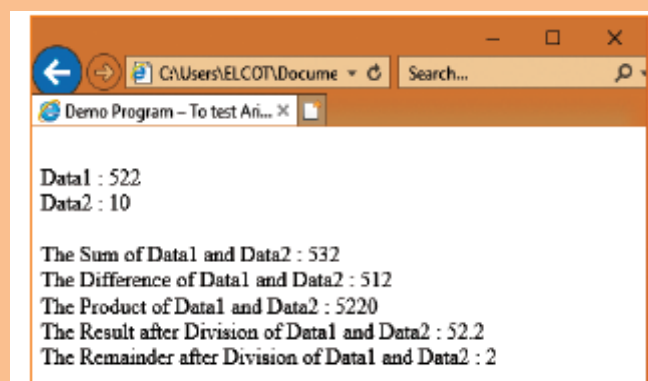 C:\Users\ELCOT\Docume
Search...
Demo Program – To test Ari...
Data1 : 522
Data2 : 10
The Sum of Data1 and Data2 : 532
The Difference of Data1 and Data2 : 512
The Product of Data1 and Data2 : 5220
The Result after Division of Data1 and Data2 : 52.2
The Remainder after Division of Data1 and Data2 : 2